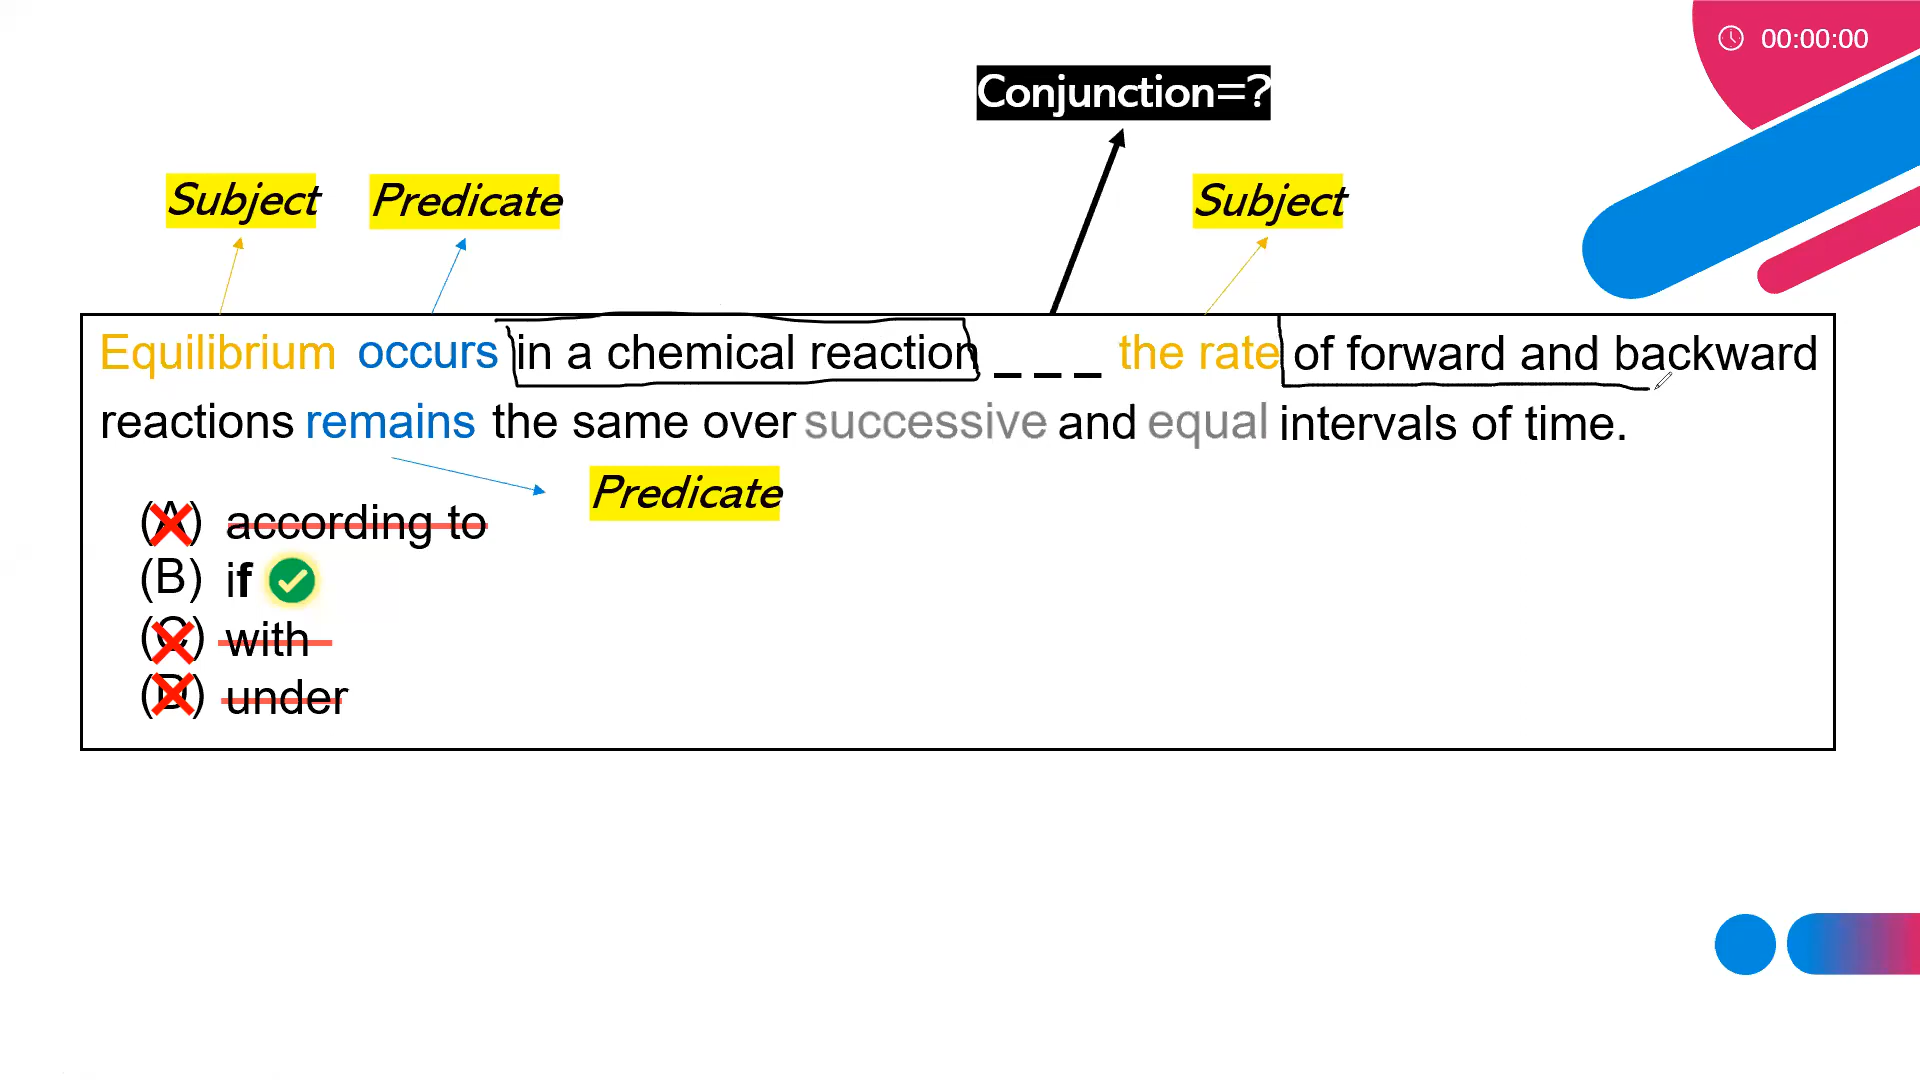 00:00:00
Conjunction=?
Subject Predicate Subject
Equilibrium occurs in a chemical reaction _ _ _ the rate of forward and backward
reactions remains the same over successive and equal intervals of time.
Predicate
(A) according to
(B) if
(C) with
(D) under